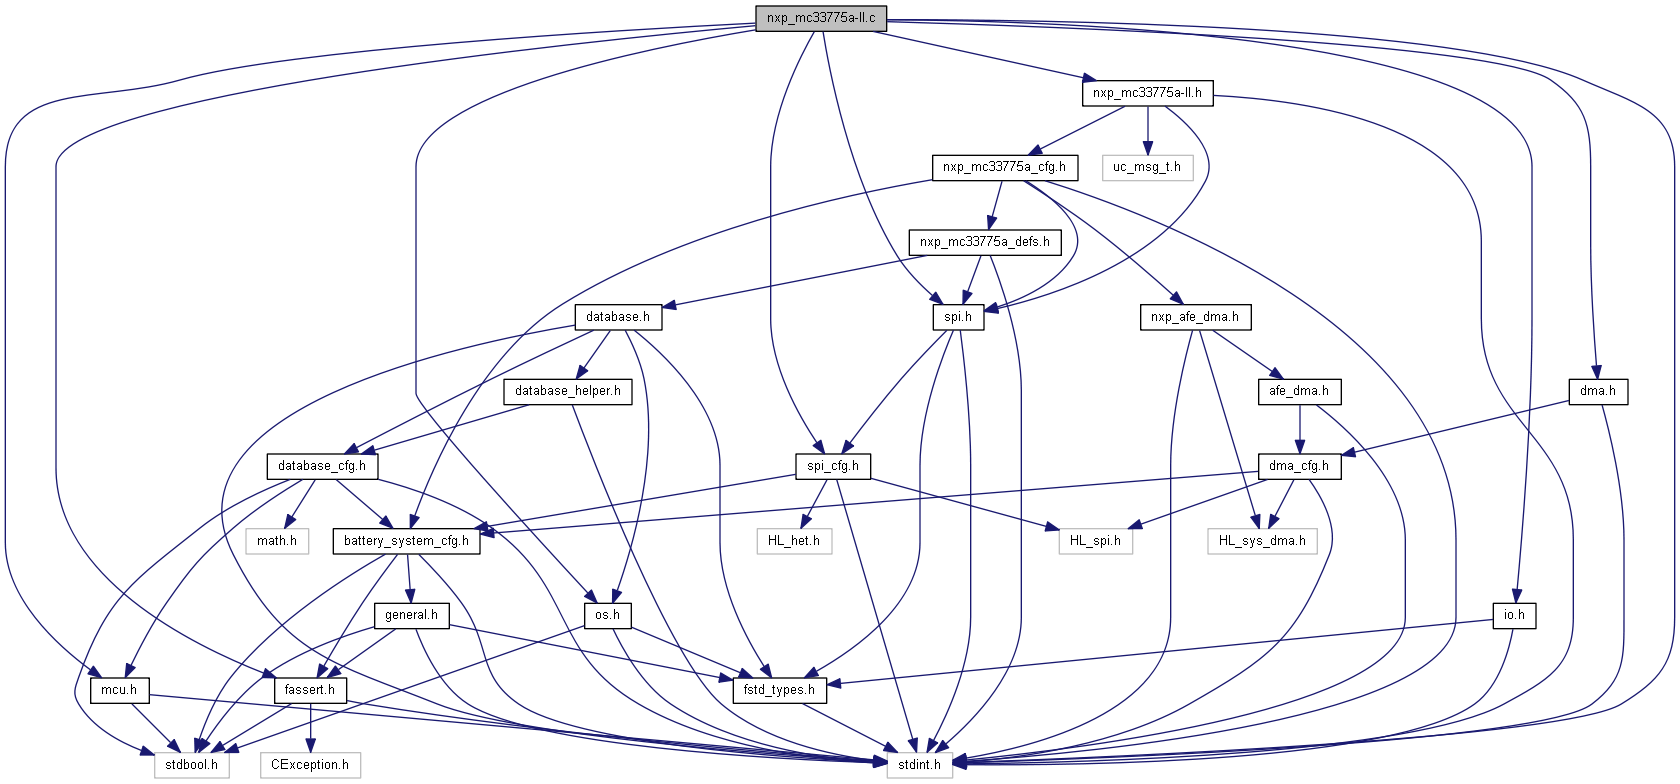 nxp_mc33775a-ll.c
nxp_mc33775a-ll.h
nxp_mc33775a_cfg.h
uc_msg_t.h
nxp_mc33775a_defs.h
database.h
spi.h
nxp_afe_dma.h
database_helper.h
afe_dma.h
dma.h
database_cfg.h
spi_cfg.h
dma_cfg.h
math.h
battery_system_cfg.h
HL_het.h
HL_spi.h
HL_sys_dma.h
general.h
os.h
io.h
mcu.h
fassert.h
fstd_types.h
stdbool.h
CException.h
stdint.h